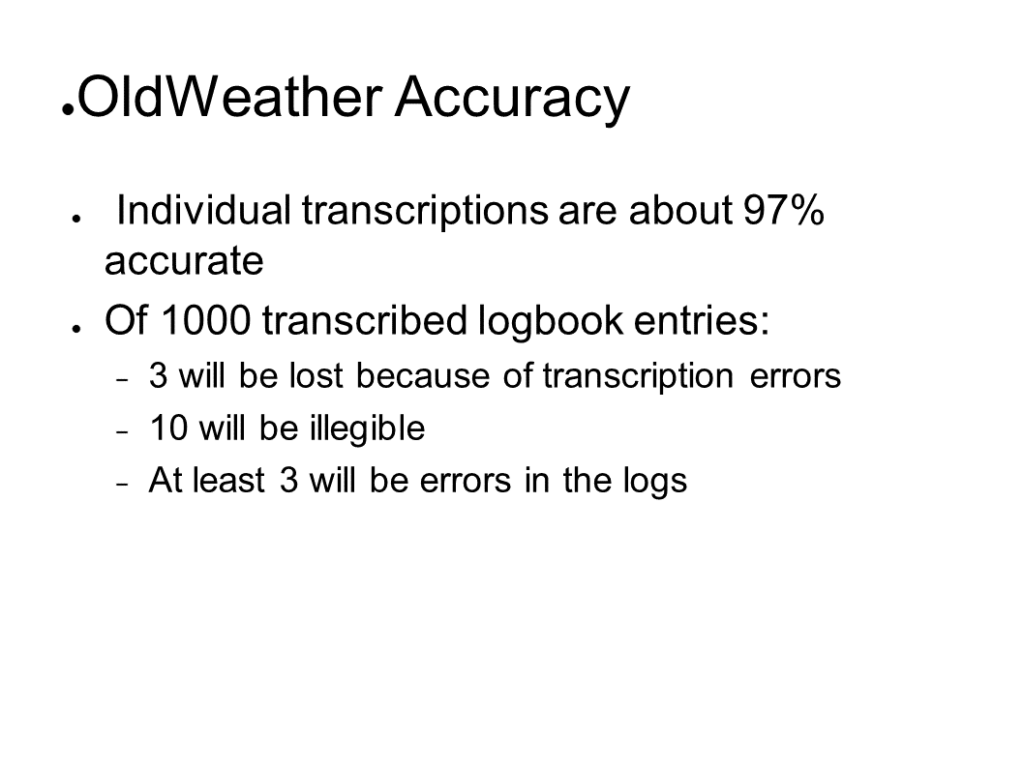 ●OldWeather Accuracy
● Individual transcriptions are about 97%
accurate
● Of 1000 transcribed logbook entries:
– 3 will be lost because of transcription errors
– 10 will be illegible
– At least 3 will be errors in the logs